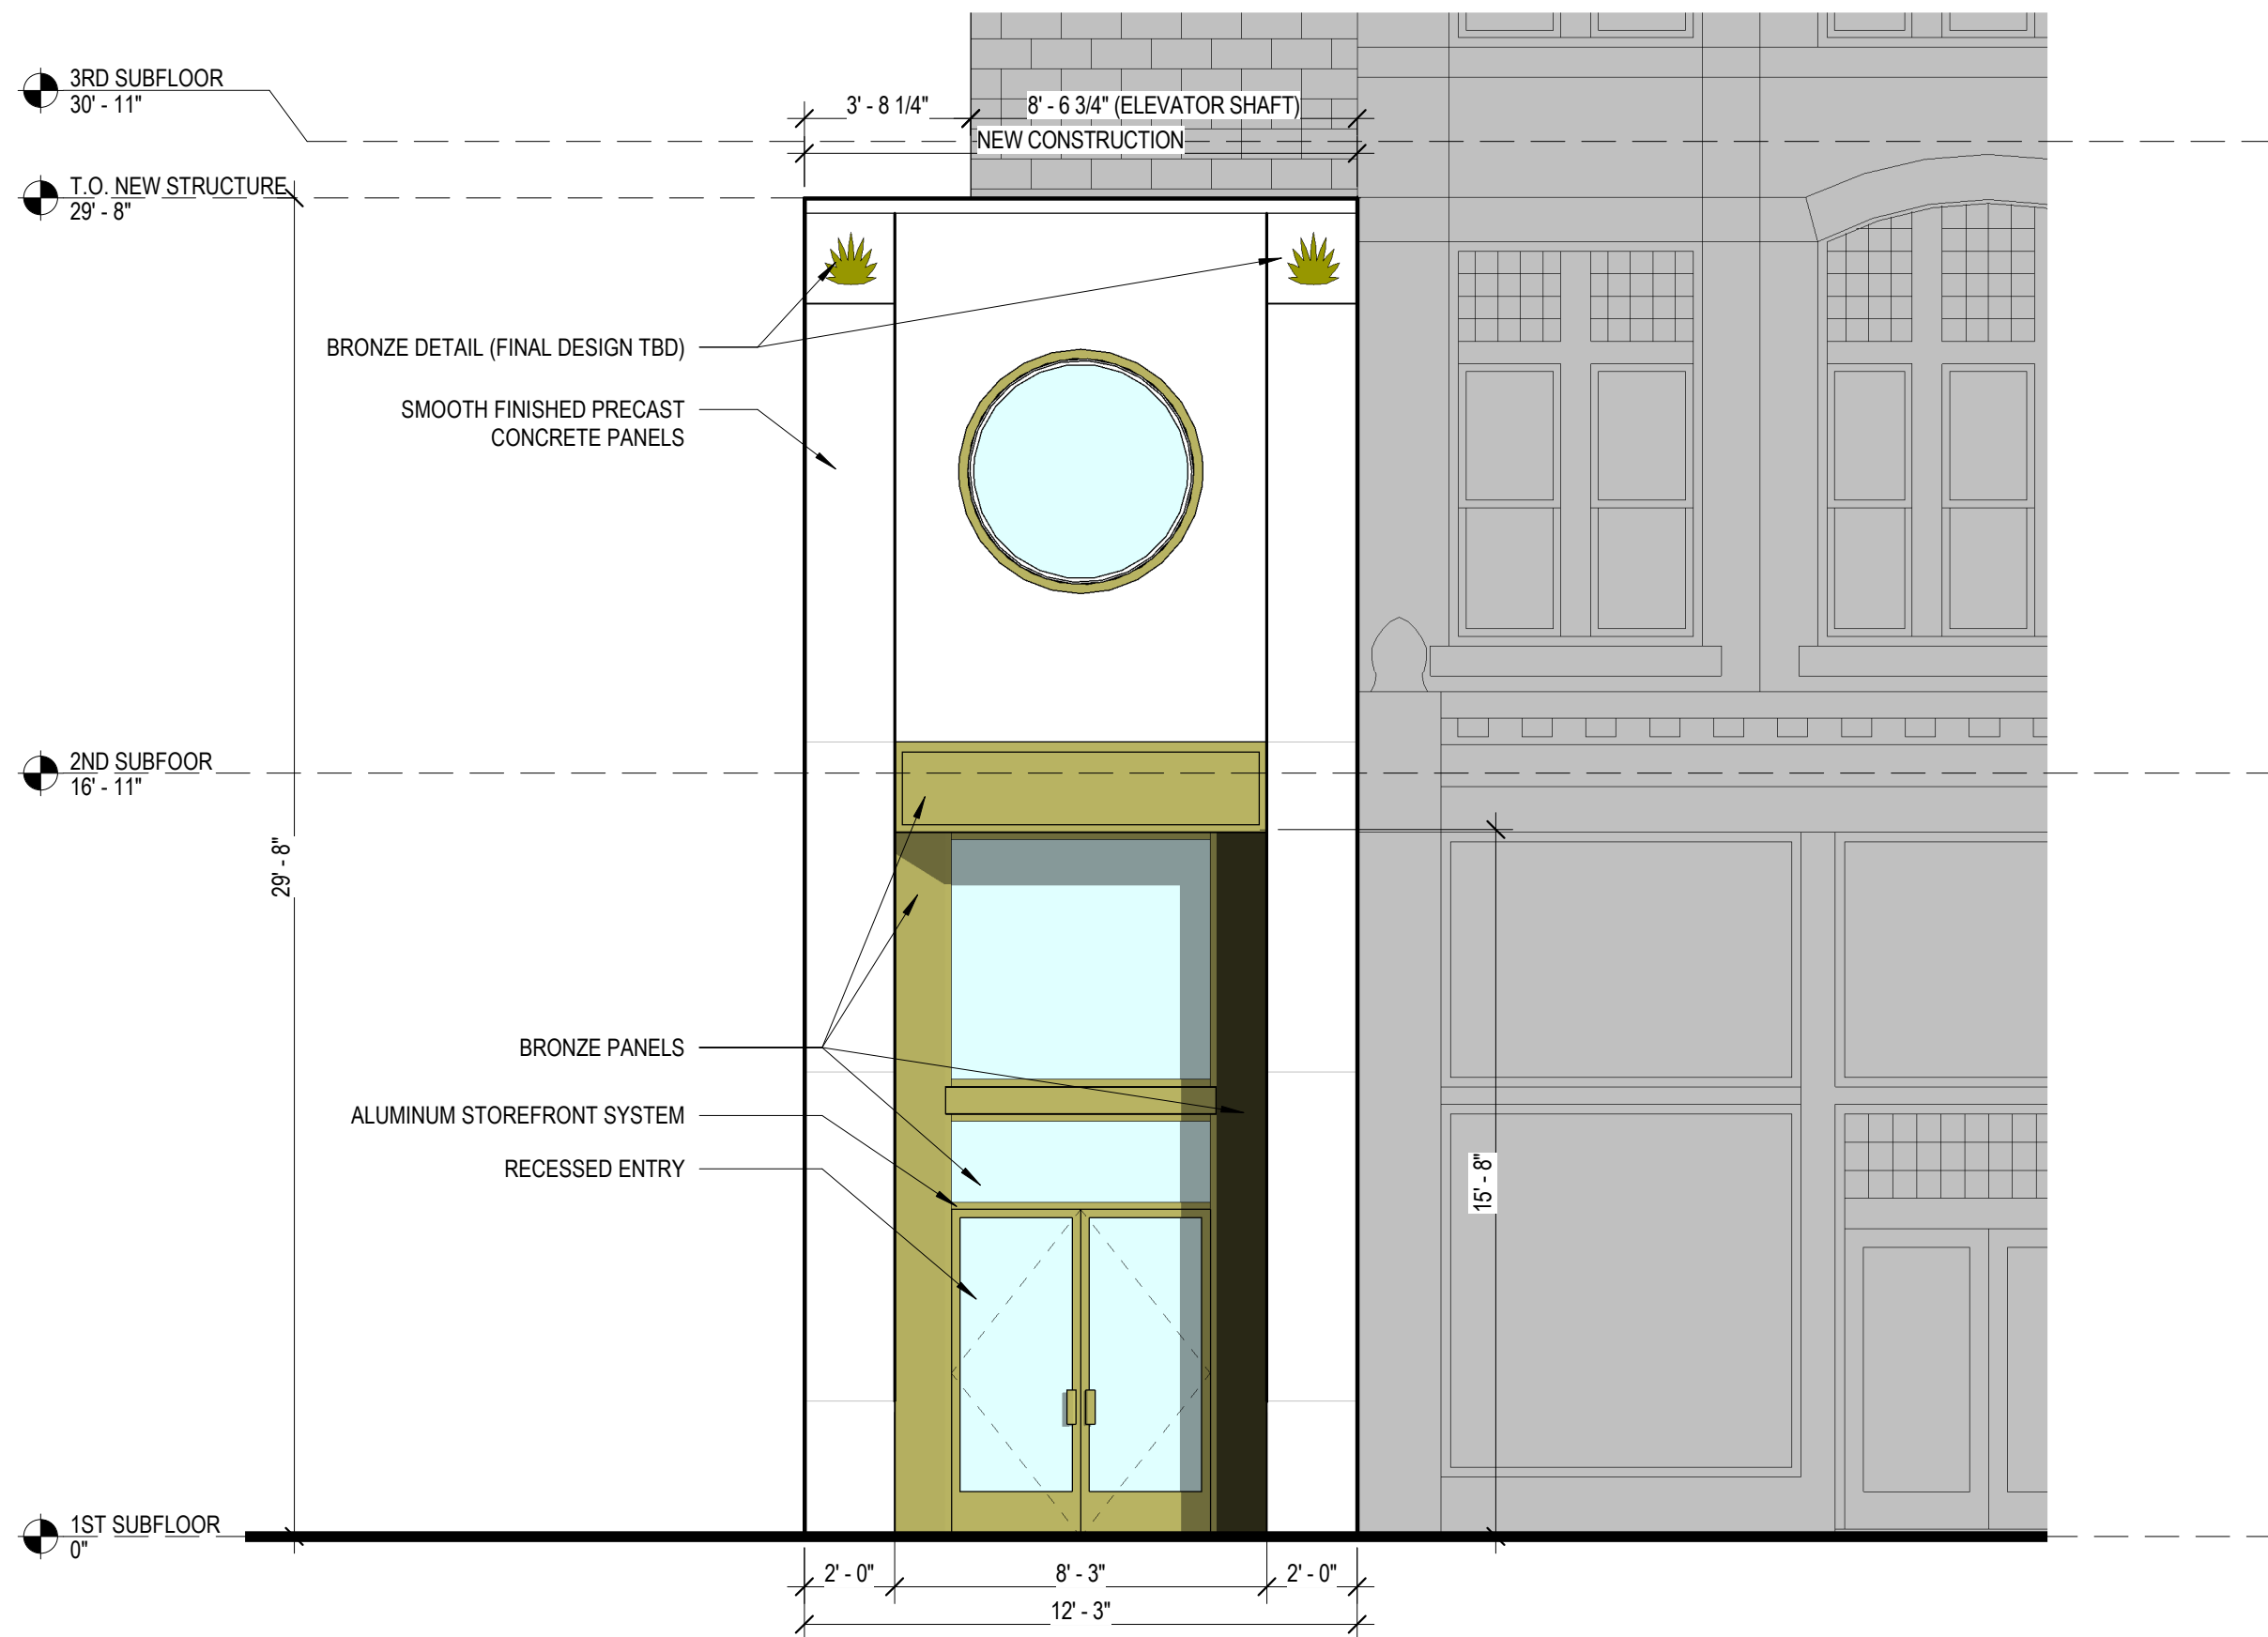 3RD SUBFLOOR
30' - 11"
3' - 8 1/4"
8' - 6 3/4" (ELEVATOR SHAFT)
NEW CONSTRUCTION
T.O. NEW STRUCTURE
29' - 8"
BRONZE DETAIL (FINAL DESIGN TBD)
SMOOTH FINISHED PRECAST
CONCRETE PANELS
2ND SUBFOOR
16' - 11"
29' - 8"
BRONZE PANELS
ALUMINUM STOREFRONT SYSTEM
RECESSED ENTRY
15' - 8"
1ST SUBFLOOR
0"
2' - 0"
8' - 3"
2' - 0"
12' - 3"